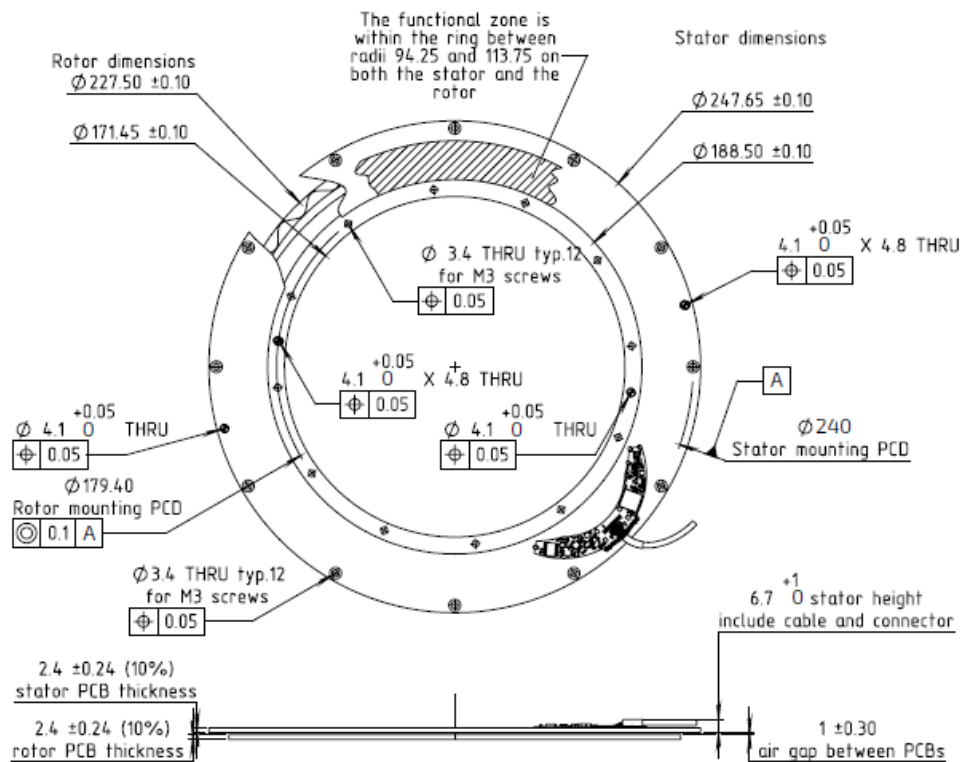 The functional zone is
within the ring between
radii 94.25 and 113.75 on
both the stator and the
rotor
Stator dimensions
Rotor dimensions
Ø227.50 ±0.10
Ø247.65 ±0.10
Ø171.45 ±0.10
Ø188.50 ±0.10
+0.05
4.1 0 X 4.8 THRU
⌖ 0.05
Ø 3.4 THRU typ.12
for M3 screws
⌖ 0.05
+0.05
4.1 0 X 4.8 THRU
⌖ 0.05
A
+0.05
Ø 4.1 0 THRU
⌖ 0.05
+0.05
Ø 4.1 0 THRU
⌖ 0.05
Ø240
Stator mounting PCD
Ø179.40
Rotor mounting PCD
◎ 0.1 A
Ø3.4 THRU typ.12
for M3 screws
⌖ 0.05
+1
6.7 0 stator height
include cable and connector
2.4 ±0.24 (10%)
stator PCB thickness
2.4 ±0.24 (10%)
rotor PCB thickness
1 ±0.30
air gap between PCBs